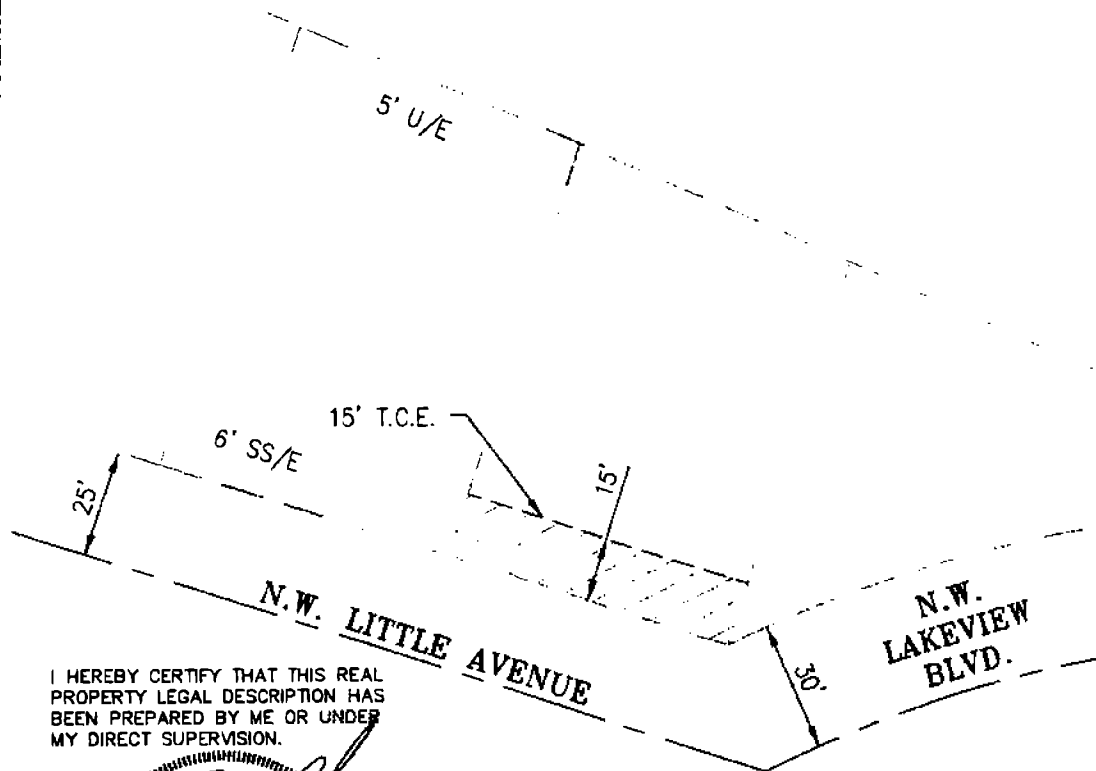 5' U/E
15' T.C.E.
6' SS/E
15'
25'
N.W. LITTLE AVENUE
N.W.
LAKEVIEW
BLVD.
30'
I HEREBY CERTIFY THAT THIS REAL
PROPERTY LEGAL DESCRIPTION HAS
BEEN PREPARED BY ME OR UNDER
MY DIRECT SUPERVISION.